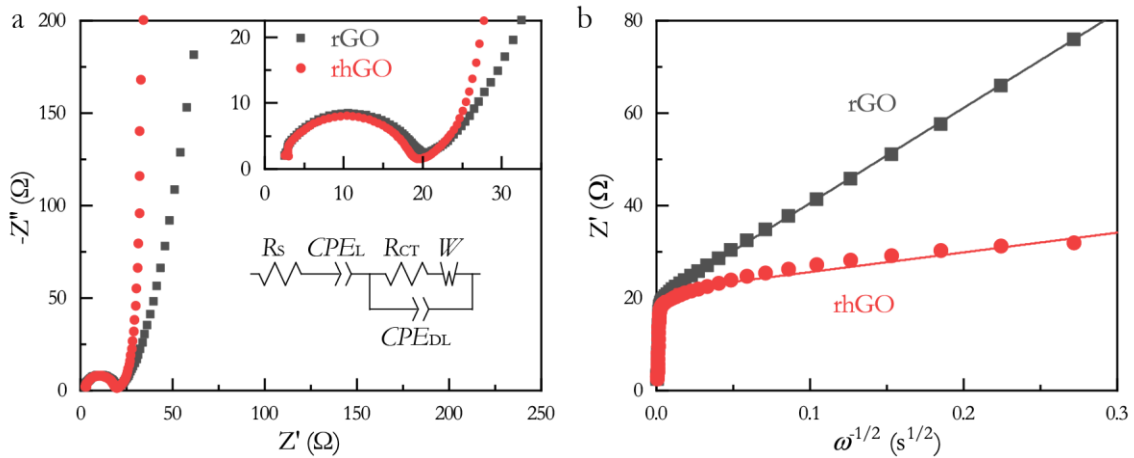 a
200
150
100
50
0
-Z'' (Ω)
0 50 100 150 200 250
Z' (Ω)
20
10
0
0 10 20 30
rGO
rhGO
RS CPEL RCT W
CPEDL
b
80
60
40
20
0
Z' (Ω)
0.0 0.1 0.2 0.3
ω-1/2 (s1/2)
rGO
rhGO